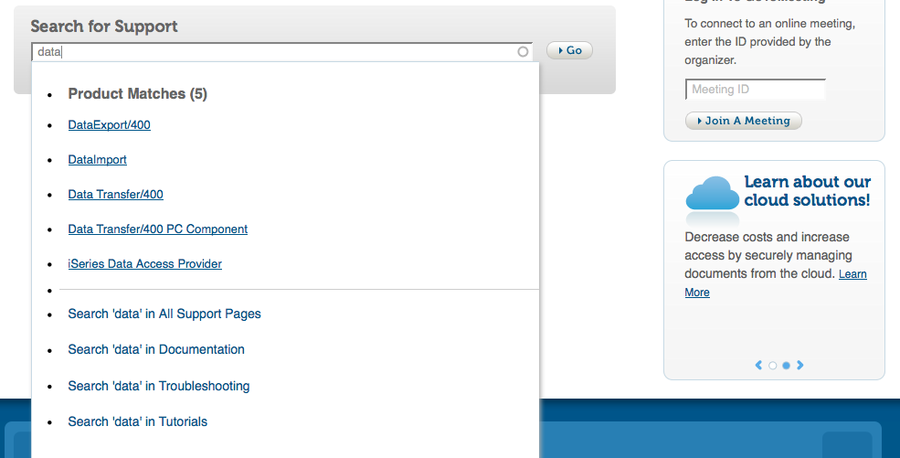 Search for Support
data
Go
Product Matches (5)
DataExport/400
DataImport
Data Transfer/400
Data Transfer/400 PC Component
iSeries Data Access Provider
Search 'data' in All Support Pages
Search 'data' in Documentation
Search 'data' in Troubleshooting
Search 'data' in Tutorials
To connect to an online meeting,
enter the ID provided by the
organizer.
Meeting ID
Join A Meeting
Learn about our
cloud solutions!
Decrease costs and increase
access by securely managing
documents from the cloud. Learn
More